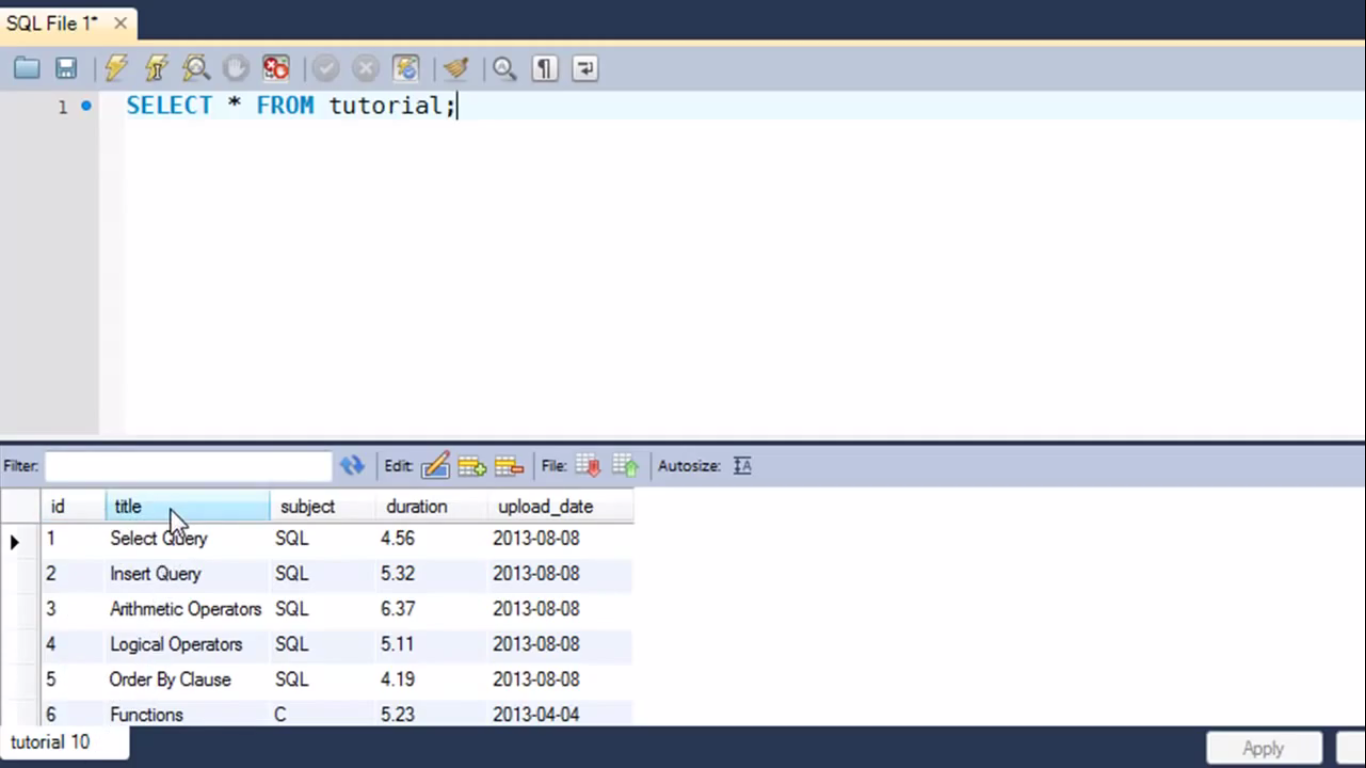 SQL File 1*
1 SELECT * FROM tutorial;
Filter: Edit: File: Autosize:
id title subject duration upload_date
1 Select Query SQL 4.56 2013-08-08
2 Insert Query SQL 5.32 2013-08-08
3 Arithmetic Operators SQL 6.37 2013-08-08
4 Logical Operators SQL 5.11 2013-08-08
5 Order By Clause SQL 4.19 2013-08-08
6 Functions C 5.23 2013-04-04
tutorial 10
Apply